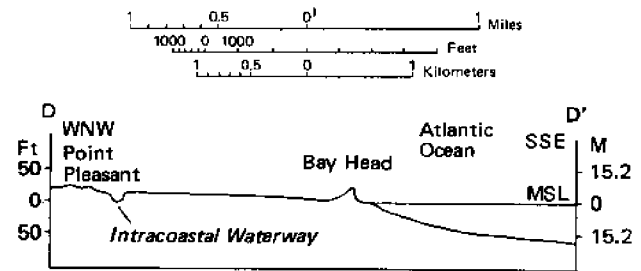 1 0.5 0 1 Miles
1000 0 1000 Feet
1 0.5 0 1 Kilometers
D D'
WNW Atlantic SSE
Ft Point Bay Head Ocean M
50 Pleasant 15.2
0 MSL 0
50 Intracoastal Waterway 15.2